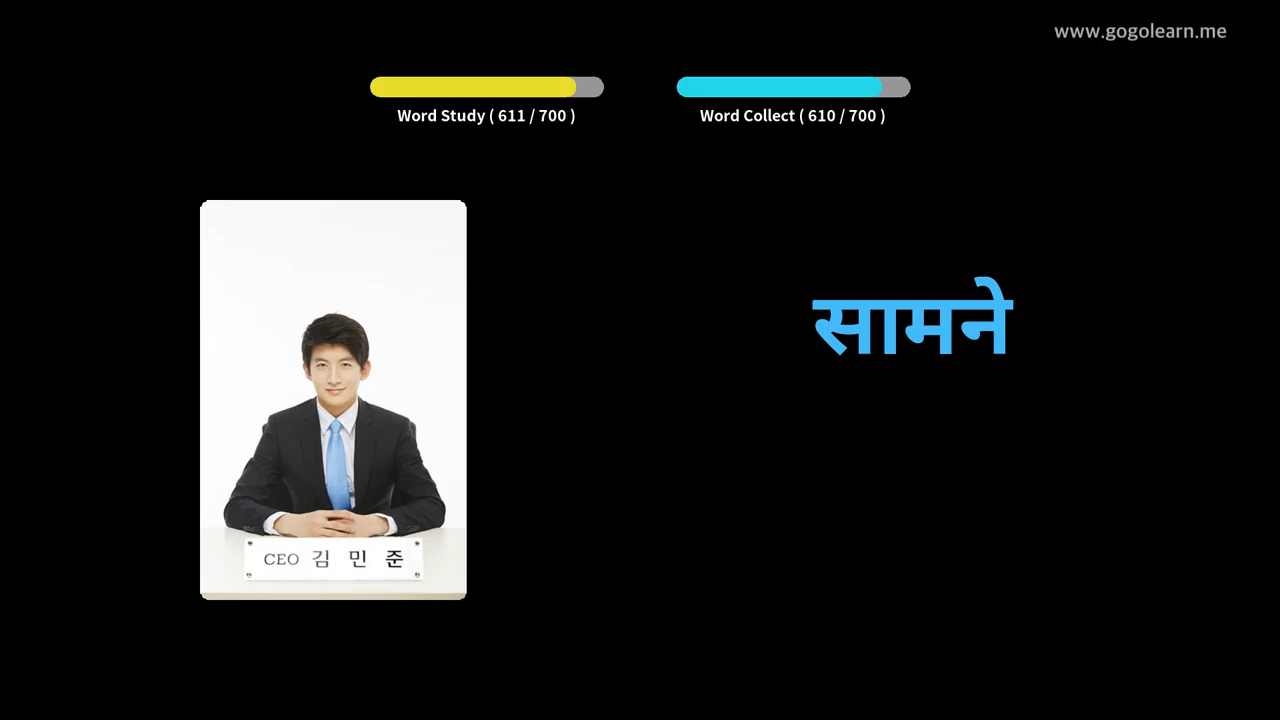 www.gogolearn.me
Word Study ( 611 / 700 )
Word Collect ( 610 / 700 )
सामने
CEO 김 민 준